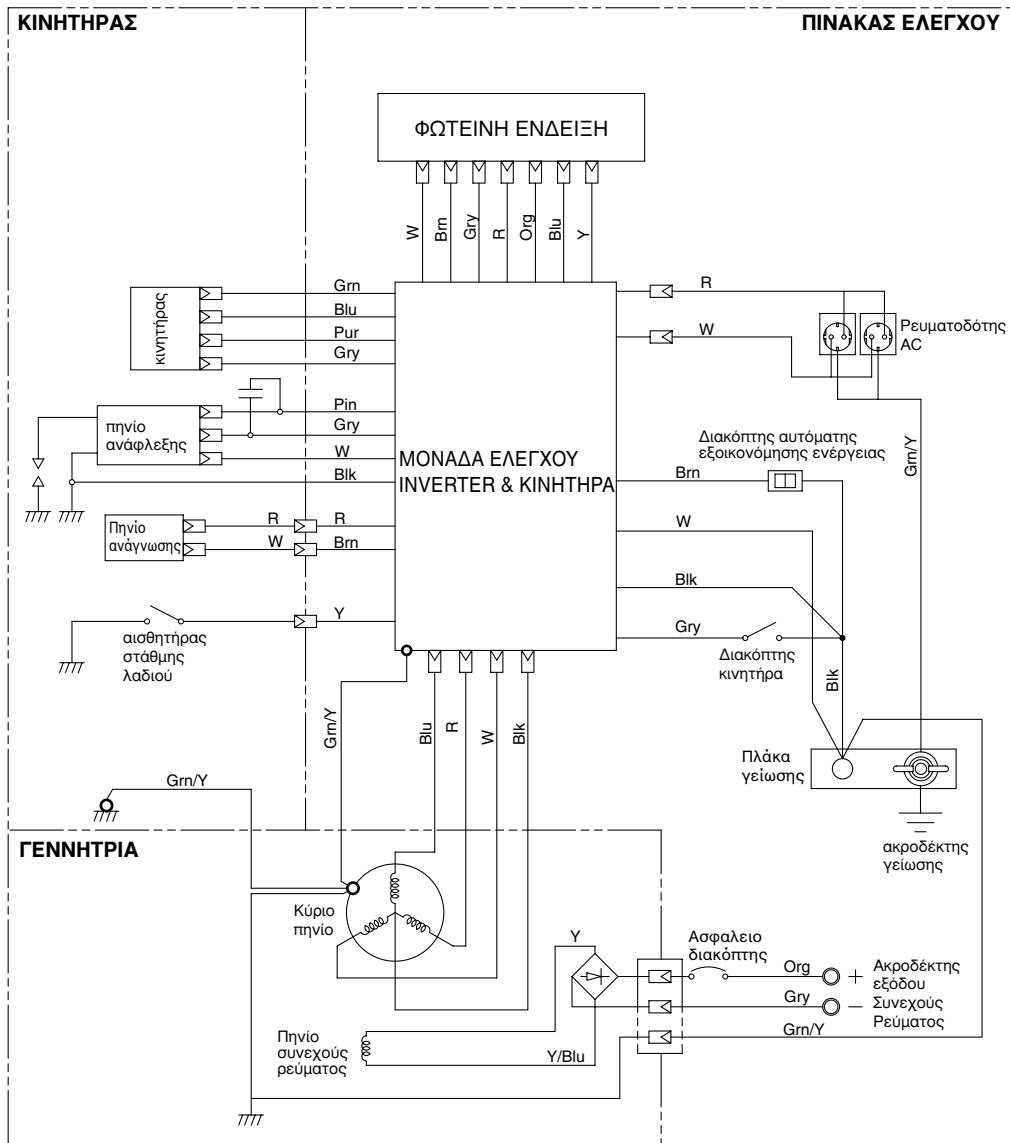 ΚΙΝΗΤΗΡΑΣ
ΠΙΝΑΚΑΣ ΕΛΕΓΧΟΥ
ΦΩΤΕΙΝΗ ΕΝΔΕΙΞΗ
W
Brn
Gry
R
Org
Blu
Y
κινητήρας
Grn
Blu
Pur
Gry
R
W
Ρευματοδότης
AC
πηνίο
ανάφλεξης
Pin
Gry
W
Blk
ΜΟΝΑΔΑ ΕΛΕΓΧΟΥ
INVERTER & ΚΙΝΗΤΗΡΑ
Διακόπτης αυτόματης
εξοικονόμησης ενέργειας
Brn
Grn/Y
W
Blk
Gry
Διακόπτης
κινητήρα
Blk
Πηνίο
ανάγνωσης
R
R
W
Brn
Y
αισθητήρας
στάθμης
λαδιού
Grn/Y
Blu
R
W
Blk
Πλάκα
γείωσης
ακροδέκτης
γείωσης
Grn/Y
ΓΕΝΝΗΤΡΙΑ
Κύριο
πηνίο
Y
Πηνίο
συνεχούς
ρεύματος
Y/Blu
Ασφαλειο
διακόπτης
Org
+
Gry
–
Grn/Y
Ακροδέκτης
εξόδου
Συνεχούς
Ρεύματος